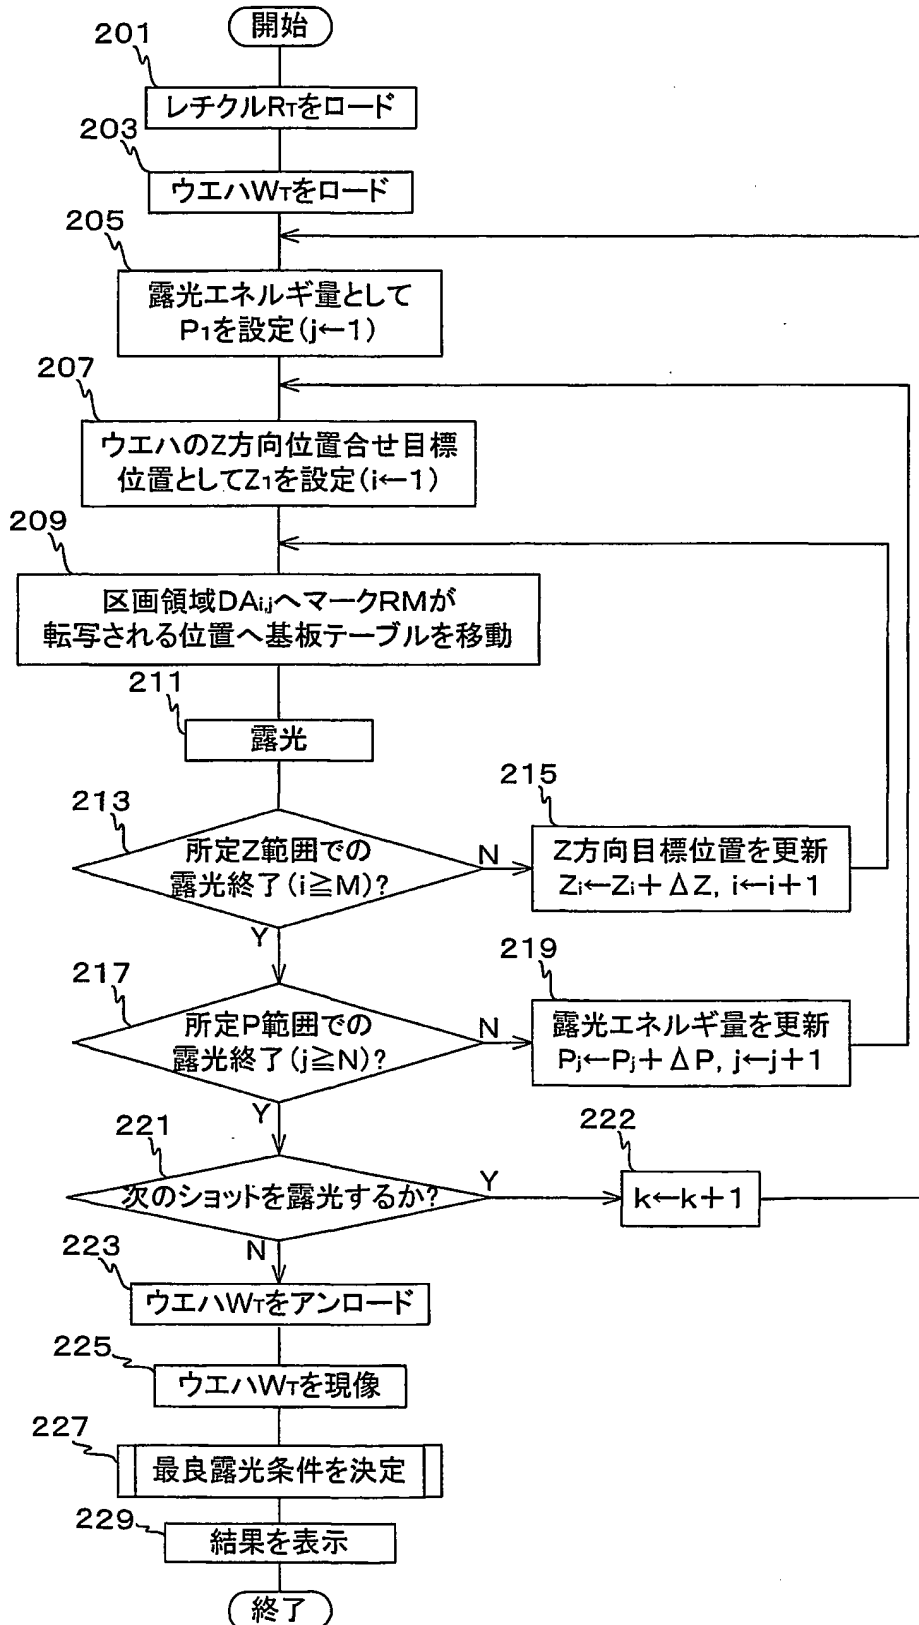 開始
201
レチクルRTをロード
203
ウエハWTをロード
205
露光エネルギ量として
P1を設定(j←1)
207
ウエハのZ方向位置合せ目標
位置としてZ1を設定(i←1)
209
区画領域DAi,jへマークRMが
転写される位置へ基板テーブルを移動
211
露光
213
所定Z範囲での
露光終了(i≧M)?
N
Y
215
Z方向目標位置を更新
Zi←Zi+ΔZ, i←i+1
217
所定P範囲での
露光終了(j≧N)?
N
Y
219
露光エネルギ量を更新
Pj←Pj+ΔP, j←j+1
221
次のショットを露光するか?
Y
N
222
k←k+1
223
ウエハWTをアンロード
225
ウエハWTを現像
227
最良露光条件を決定
229
結果を表示
終了